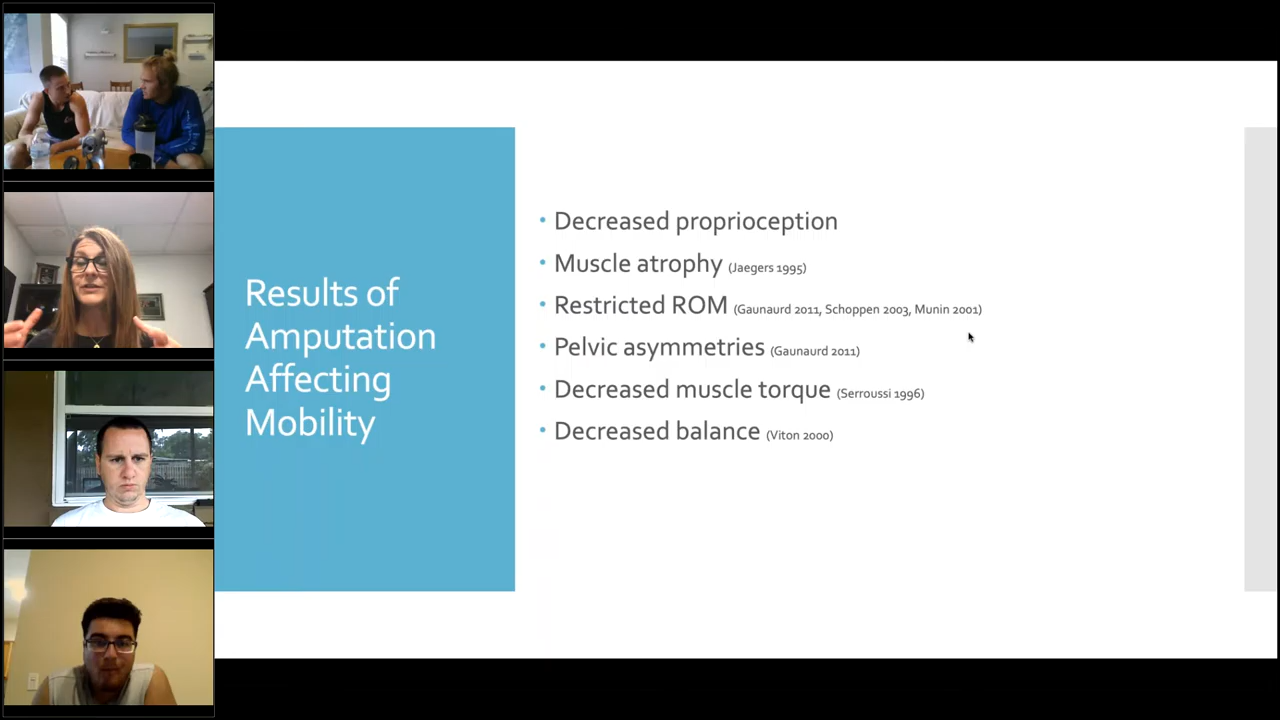 Results of
Amputation
Affecting
Mobility
• Decreased proprioception
• Muscle atrophy (Jaegers 1995)
• Restricted ROM (Gaunaurd 2011, Schoppen 2003, Munin 2001)
• Pelvic asymmetries (Gaunaurd 2011)
• Decreased muscle torque (Serroussi 1996)
• Decreased balance (Viton 2000)